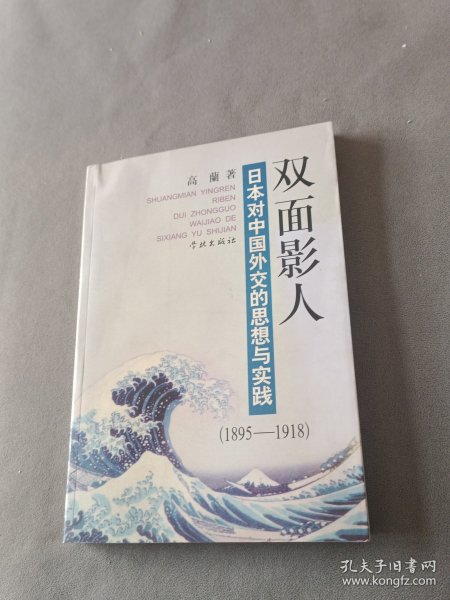 双面影人
日本对中国外交的思想与实践
(1895—1918)
高 蘭 著
SHUANGMIAN YINGREN
RIBEN
DUI ZHONGGUO
WAIJIAO DE
SIXIANG YU SHIJIAN
学林出版社
孔夫子旧书网
www.kongfz.com